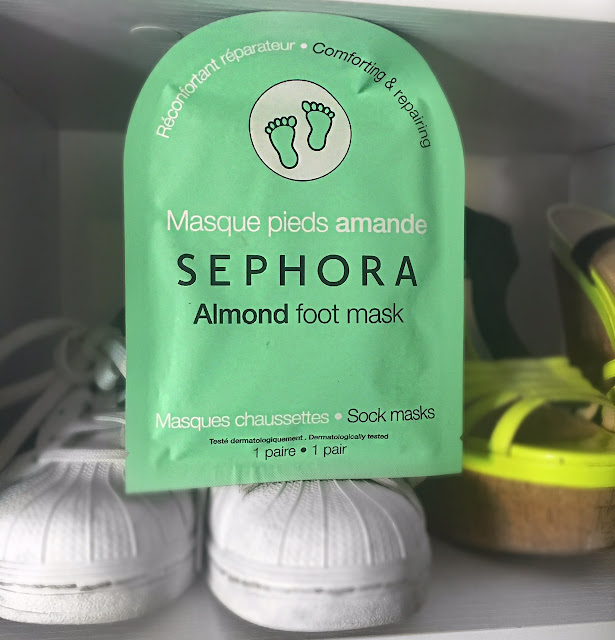 Réconfortant réparateur • Comforting & repairing
Masque pieds amande
SEPHORA
Almond foot mask
Masques chaussettes • Sock masks
Testé dermatologiquement . Dermatologically tested
1 paire • 1 pair